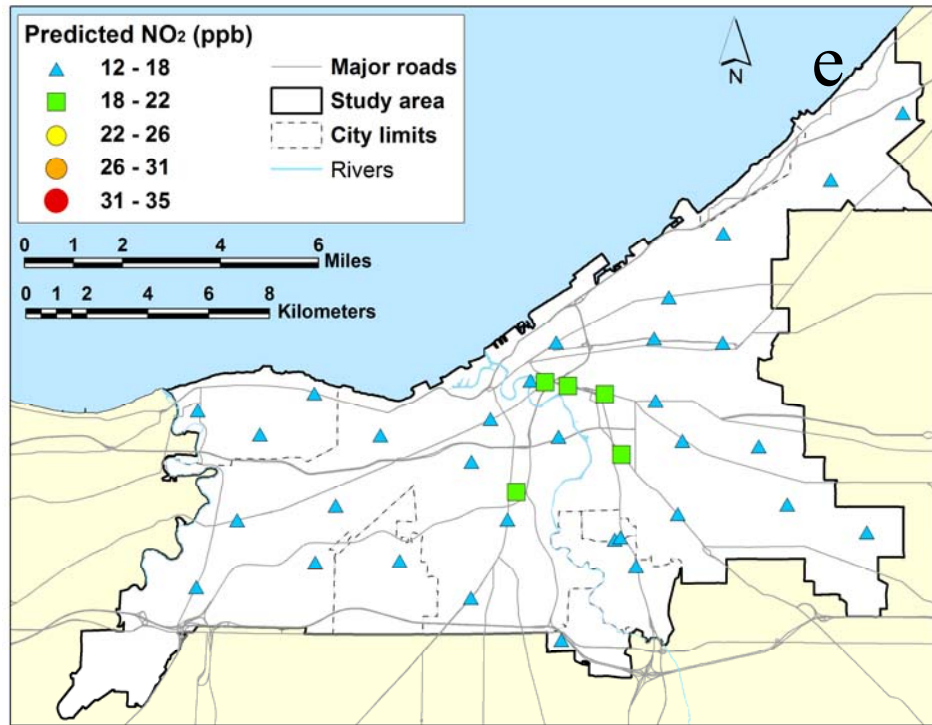 Predicted NO₂ (ppb)
12 - 18
18 - 22
22 - 26
26 - 31
31 - 35
Major roads
Study area
City limits
Rivers
N
e
0 1 2 4 6
Miles
0 1 2 4 6 8
Kilometers